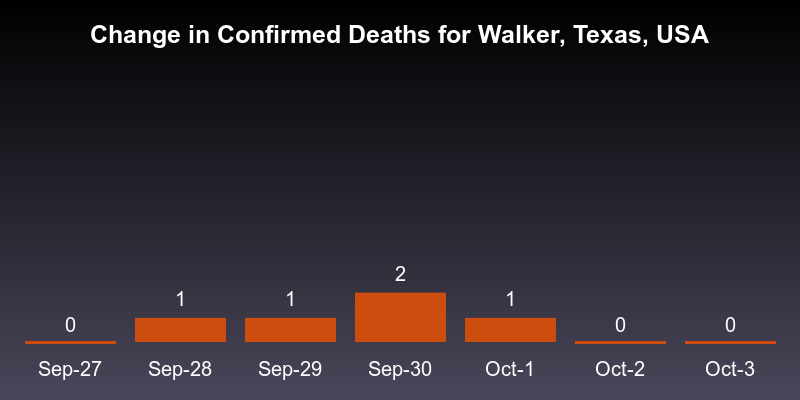 Change in Confirmed Deaths for Walker, Texas, USA
0 1 1 2 1 0 0
Sep-27 Sep-28 Sep-29 Sep-30 Oct-1 Oct-2 Oct-3